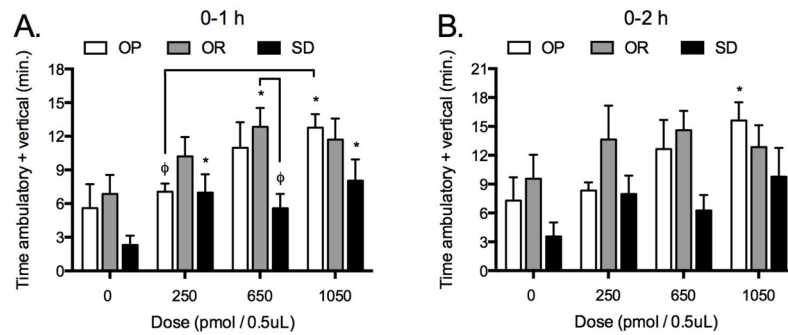 A.
0-1 h
OP OR SD
Time ambulatory + vertical (min.)
18
15
12
9
6
3
0
ϕ
*
*
ϕ
*
*
0 250 650 1050
Dose (pmol / 0.5uL)
B.
0-2 h
OP OR SD
Time ambulatory + vertical (min.)
21
18
15
12
9
6
3
0
*
0 250 650 1050
Dose (pmol / 0.5uL)